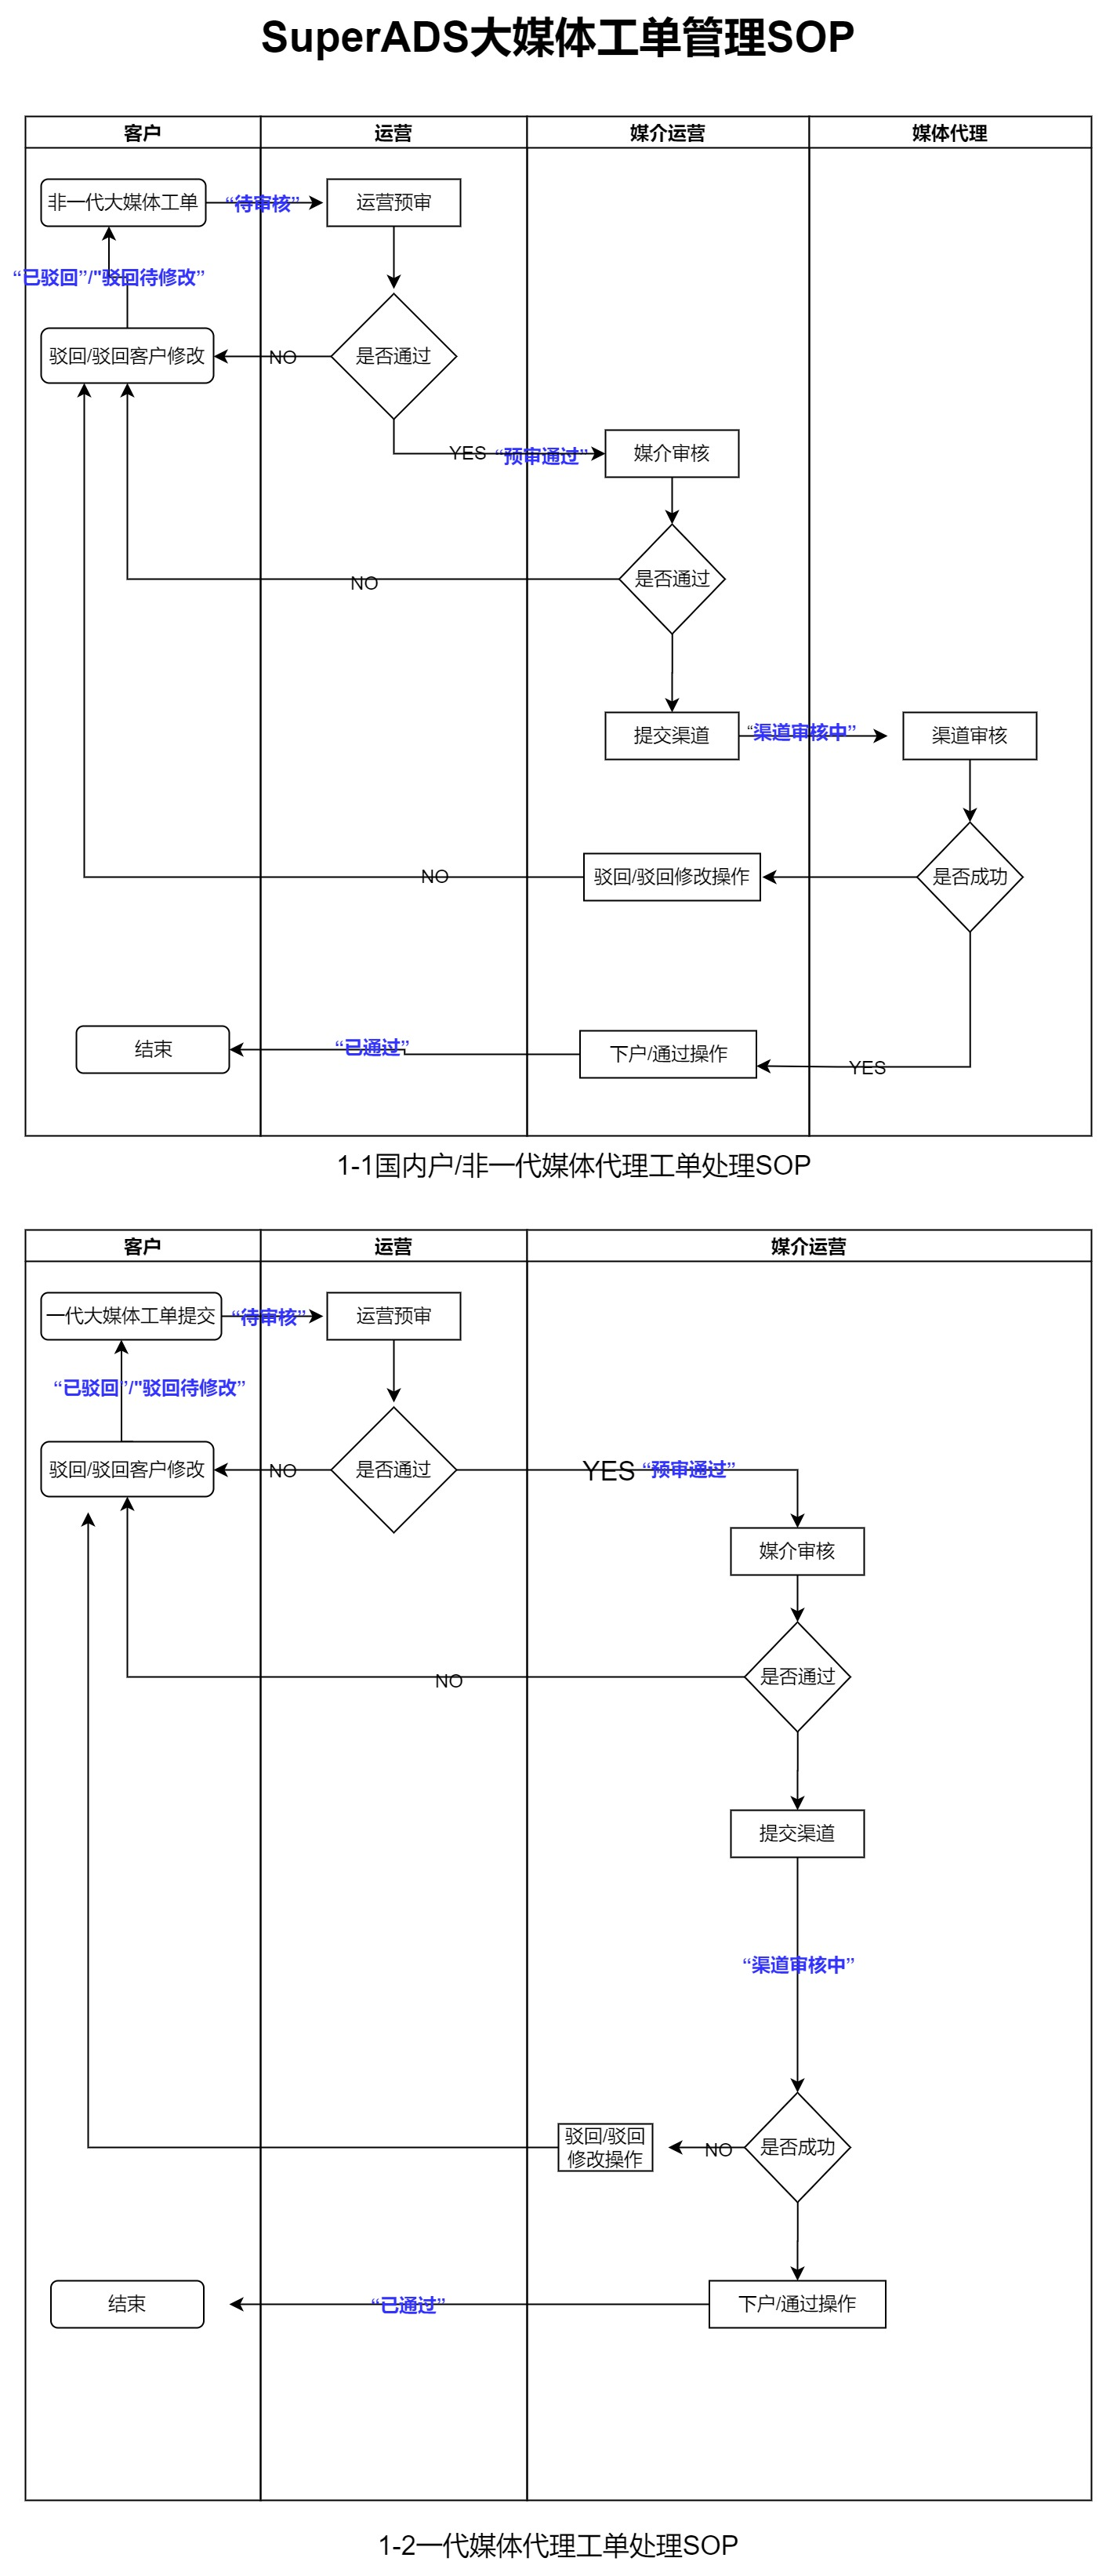 SuperADS大媒体工单管理SOP
客户
运营
媒介运营
媒体代理
非一代大媒体工单
“待审核”
运营预审
“已驳回”/"驳回待修改”
驳回/驳回客户修改
NO
是否通过
YES
“预审通过”
媒介审核
NO
是否通过
提交渠道
“渠道审核中”
渠道审核
NO
驳回/驳回修改操作
是否成功
结束
“已通过”
下户/通过操作
YES
1-1国内户/非一代媒体代理工单处理SOP
客户
运营
媒介运营
一代大媒体工单提交
“待审核”
运营预审
“已驳回”/"驳回待修改”
驳回/驳回客户修改
NO
是否通过
YES
“预审通过”
媒介审核
NO
是否通过
提交渠道
“渠道审核中”
驳回/驳回
修改操作
NO
是否成功
结束
“已通过”
下户/通过操作
1-2一代媒体代理工单处理SOP